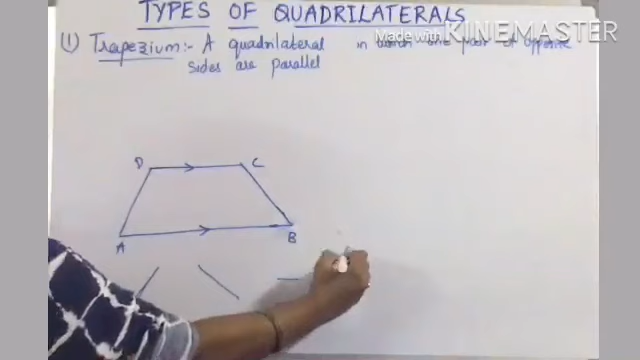 TYPES OF QUADRILATERALS
Made with KINEMASTER
(1) Trapezium:- A quadrilateral in which one pair of opposite
sides are parallel
D C
A B